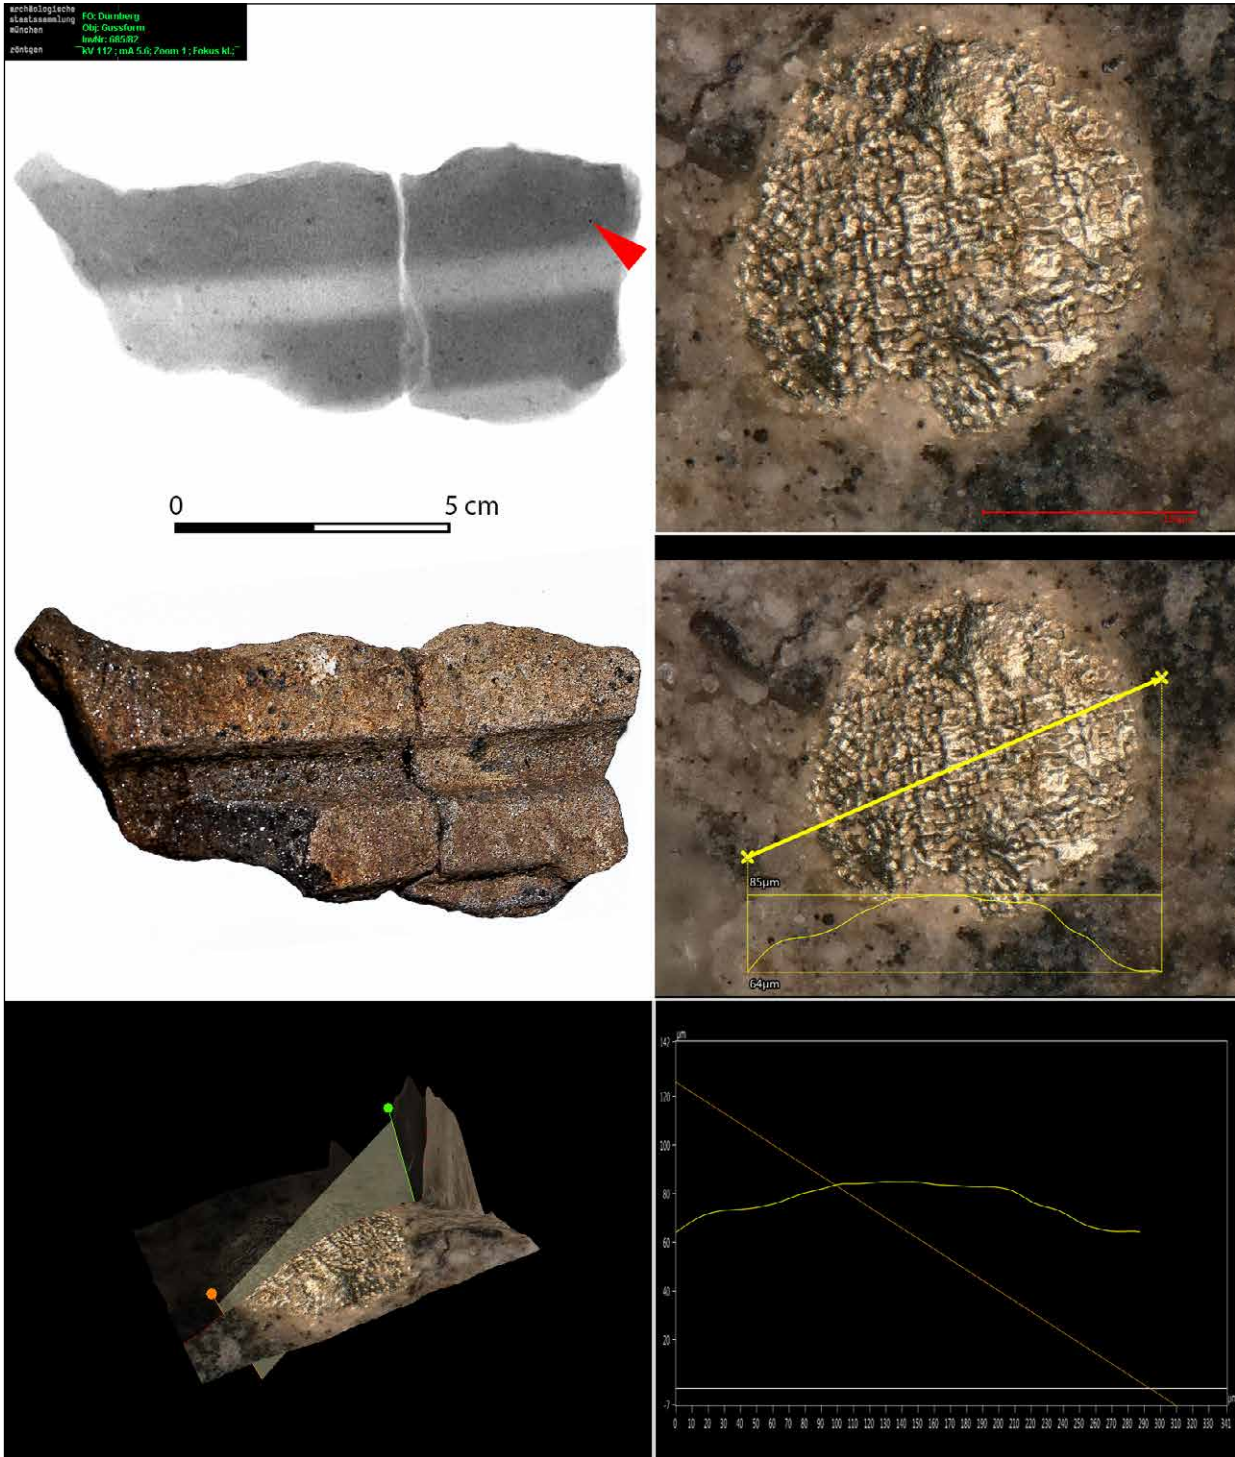 archäologische
staatssammlung
münchen
röntgen
FO: Dürnberg
Obj: Gussform
InvNr: 685/82
kV 112 ; mA 5.6; Zoom 1 ; Fokus kl.;
0 5 cm
85µm
64µm
µm
142
120
100
80
60
40
20
-7
0 10 20 30 40 50 60 70 80 90 100 110 120 130 140 150 160 170 180 190 200 210 220 230 240 250 260 270 280 290 300 310 320 330 341